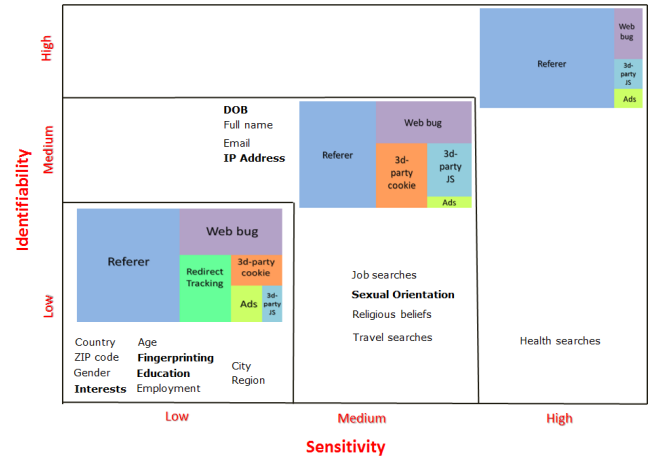 High
Web
bug
Referer
3d-
party
JS
Ads
Identifiability
Medium
DOB
Full name
Email
IP Address
Web bug
Referer
3d-
party
cookie
3d-
party
JS
Ads
Low
Web bug
Referer
Redirect
Tracking
3d-party
cookie
Ads
3d-
party
JS
Job searches
Sexual Orientation
Religious beliefs
Travel searches
Health searches
Country
ZIP code
Gender
Interests
Age
Fingerprinting
Education
Employment
City
Region
Low
Medium
High
Sensitivity